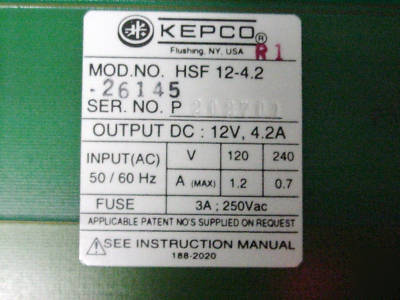 KEPCO®
Flushing, NY, USA R1
MOD.NO. HSF 12-4.2
-26145
SER. NO. P
OUTPUT DC : 12V, 4.2A
INPUT(AC) V 120 240
50 / 60 Hz A (MAX) 1.2 0.7
FUSE 3A ; 250Vac
APPLICABLE PATENT NO'S SUPPLIED ON REQUEST
SEE INSTRUCTION MANUAL
188-2020